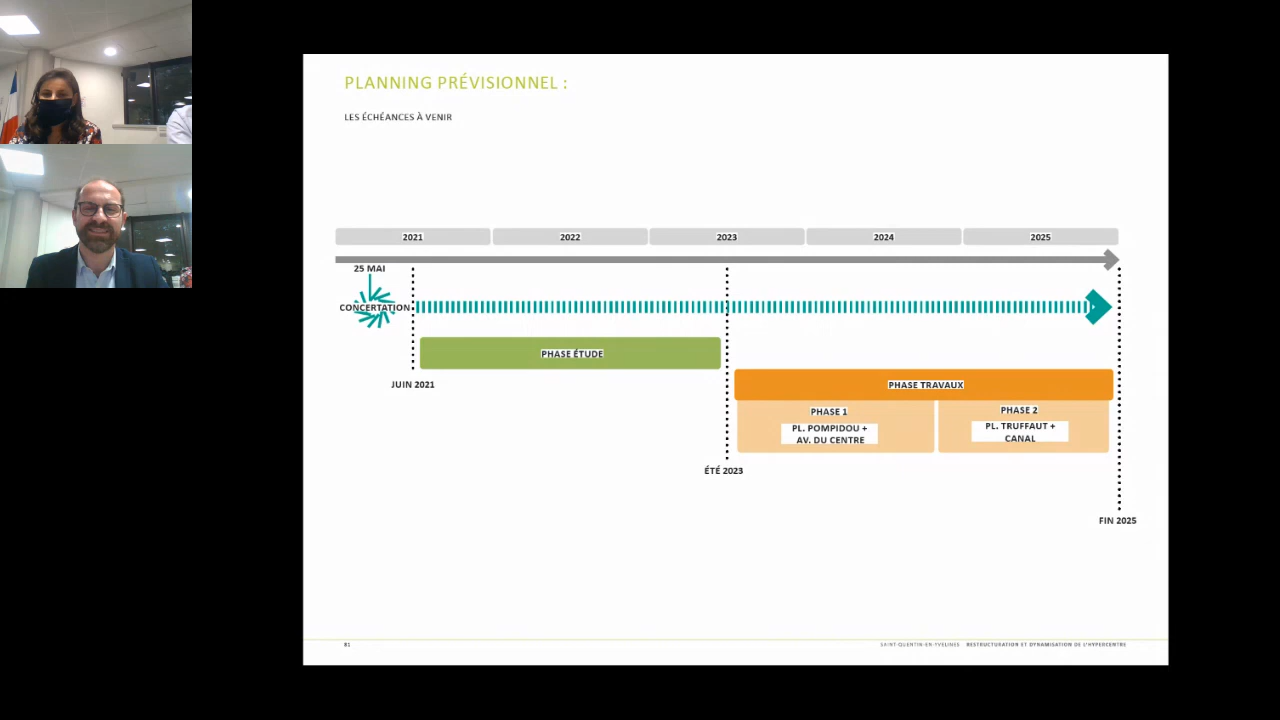 PLANNING PRÉVISIONNEL :
LES ÉCHÉANCES À VENIR
2021
2022
2023
2024
2025
25 MAI
CONCERTATION
PHASE ÉTUDE
JUIN 2021
PHASE TRAVAUX
PHASE 1
PL. POMPIDOU +
AV. DU CENTRE
PHASE 2
PL. TRUFFAUT +
CANAL
ÉTÉ 2023
FIN 2025
81
SAINT-QUENTIN-EN-YVELINES RESTRUCTURATION ET DYNAMISATION DE L'HYPERCENTRE